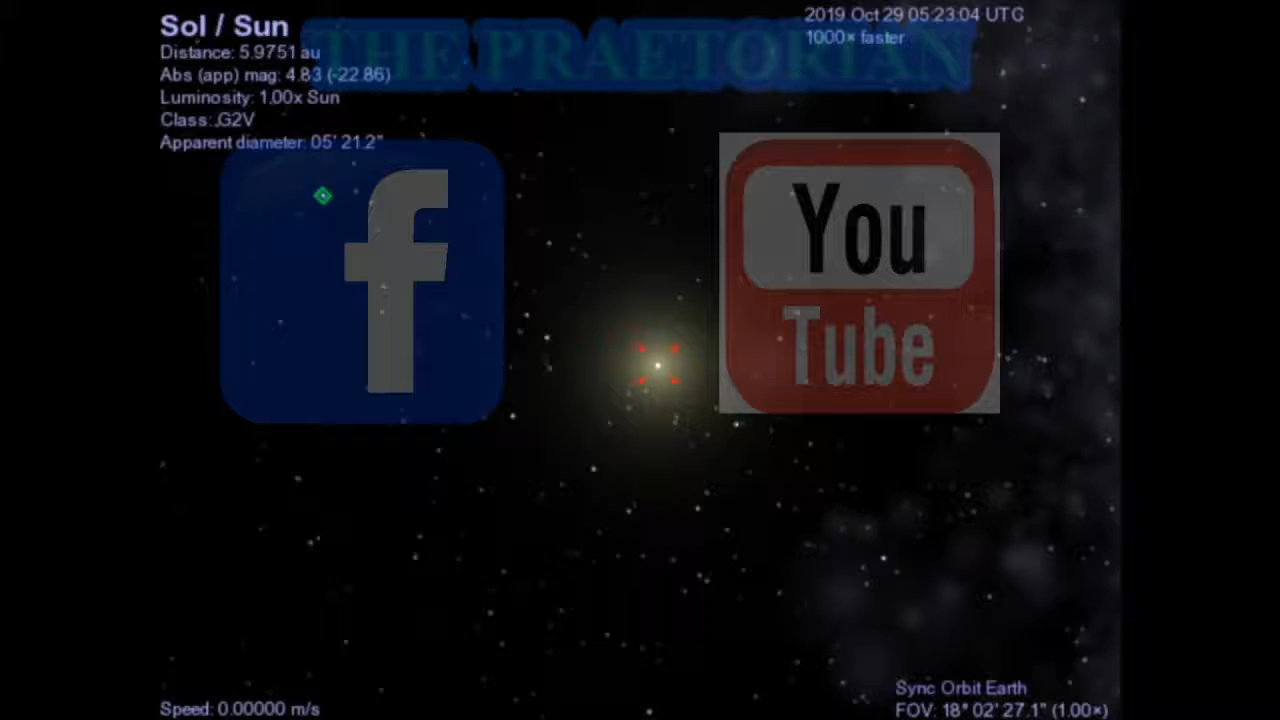 Sol / Sun
Distance: 5.9751 au
Abs (app) mag: 4.83 (-22.86)
Luminosity: 1.00x Sun
Class: G2V
Apparent diameter: 05' 21.2"
THE PRAETORIAN
2019 Oct 29 05:23:04 UTC
1000× faster
f
You
Tube
Speed: 0.00000 m/s
Sync Orbit Earth
FOV: 18° 02' 27.1" (1.00×)